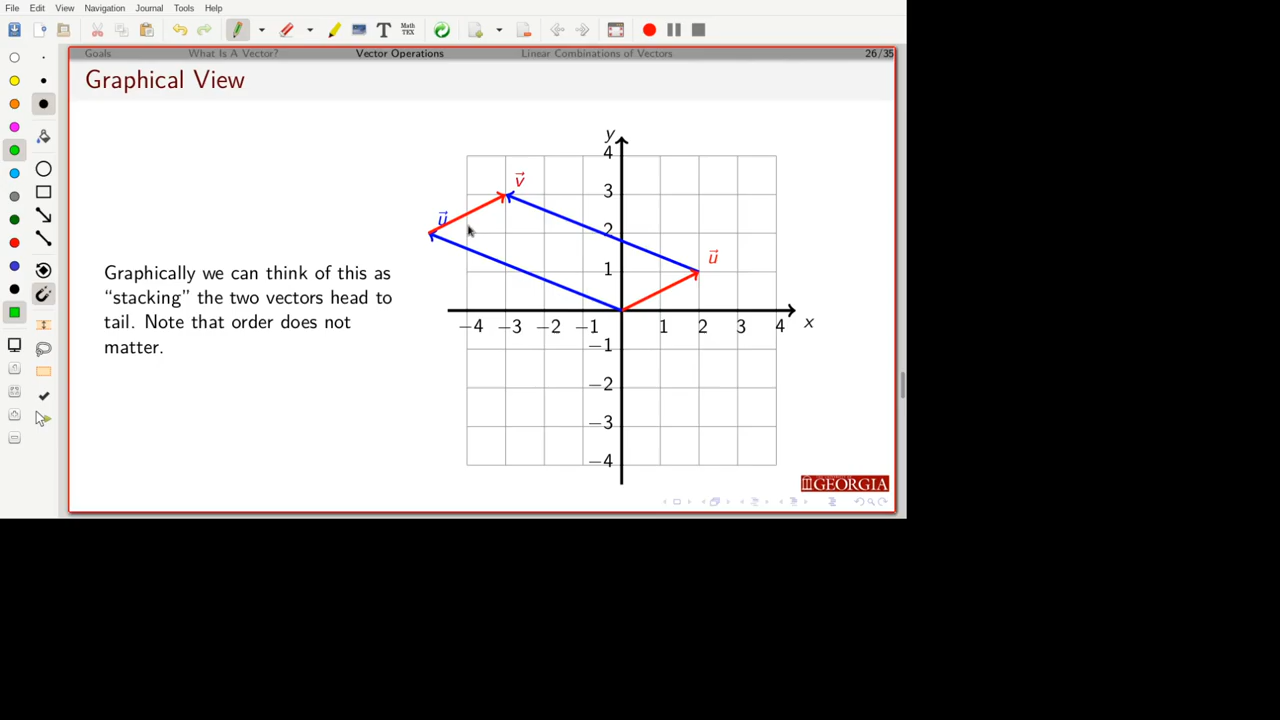 File Edit View Navigation Journal Tools Help
T Math TEX
Goals What Is A Vector? Vector Operations Linear Combinations of Vectors 26/35
Graphical View
y
4
v⃗
3
u⃗
2
u⃗
1
Graphically we can think of this as
“stacking” the two vectors head to
tail. Note that order does not
matter.
−4 −3 −2 −1 1 2 3 4 x
−1
−2
−3
−4
GEORGIA